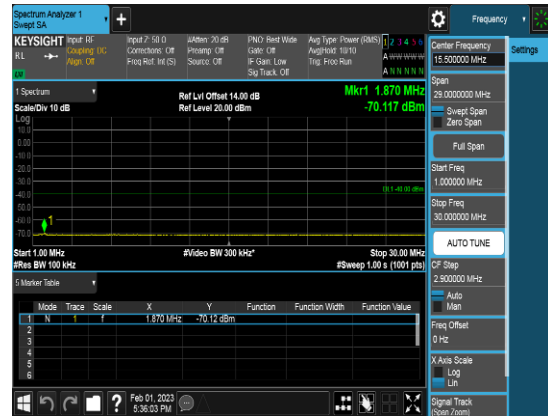 Spectrum Analyzer 1
Swept SA
Frequency
KEYSIGHT
RL
Input: RF
Coupling: DC
Align: Off
Input Z: 50 Ω
Corrections: Off
Freq Ref: Int (S)
#Atten: 20 dB
Preamp: Off
Source: Off
PNO: Best Wide
Gate: Off
IF Gain: Low
Sig Track: Off
Avg Type: Power (RMS)
Avg|Hold: 10/10
Trig: Free Run
1 2 3 4 5 6
A W W W W W
A N N N N N
1 Spectrum
Scale/Div 10 dB
Log
Ref Lvl Offset 14.00 dB
Ref Level 20.00 dBm
Mkr1 1.870 MHz
-70.117 dBm
10.0
0.00
-10.0
-20.0
-30.0
-40.0
-50.0
-60.0
-70.0
1
DL1 -40.00 dBm
Start 1.00 MHz
#Res BW 100 kHz
#Video BW 300 kHz*
Stop 30.00 MHz
#Sweep 1.00 s (1001 pts)
5 Marker Table
Mode Trace Scale X Y Function Function Width Function Value
1 N 1 f 1.870 MHz -70.12 dBm
2
3
4
5
6
Feb 01, 2023
5:36:03 PM
Center Frequency
15.500000 MHz
Settings
Span
29.0000000 MHz
Swept Span
Zero Span
Full Span
Start Freq
1.000000 MHz
Stop Freq
30.000000 MHz
AUTO TUNE
CF Step
2.900000 MHz
Auto
Man
Freq Offset
0 Hz
X Axis Scale
Log
Lin
Signal Track
(Span Zoom)